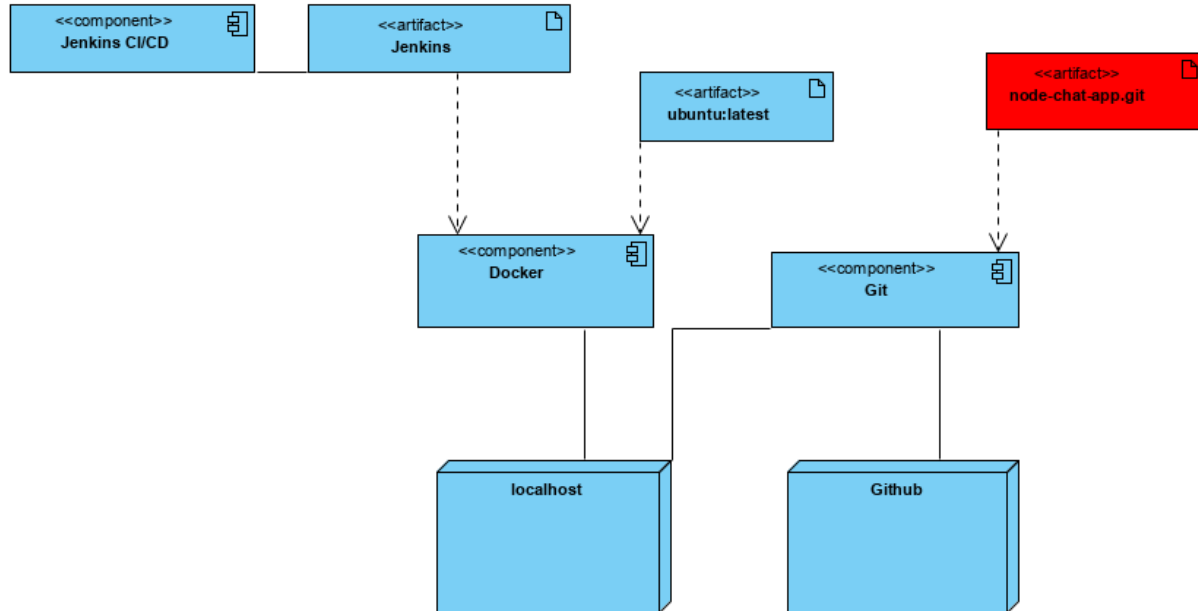 <<component>>
Jenkins CI/CD
<<artifact>>
Jenkins
<<artifact>>
ubuntu:latest
<<artifact>>
node-chat-app.git
<<component>>
Docker
<<component>>
Git
localhost
Github